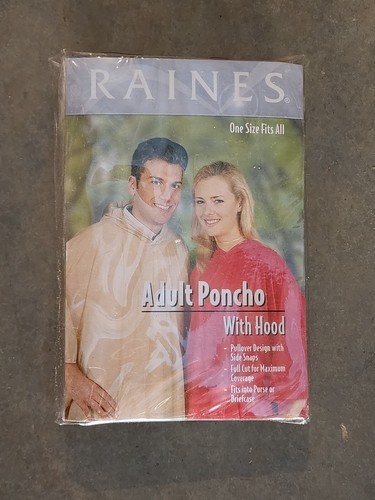 RAINES®
One Size Fits All
Adult Poncho
With Hood
- Pullover Design with
Side Snaps
- Full Cut for Maximum
Coverage
- Fits into Purse or
Briefcase